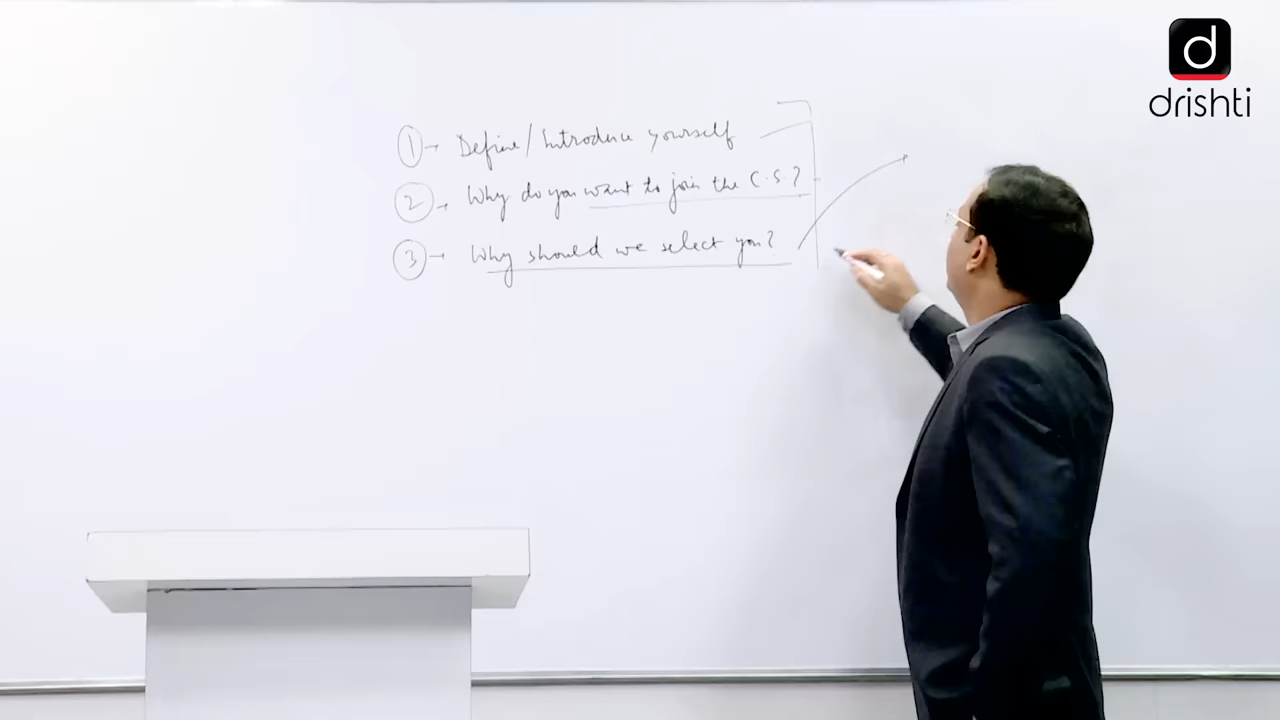 ① → Define/Introduce yourself
② → Why do you want to join the C.S.?
③ → Why should we select you?
d
drishti